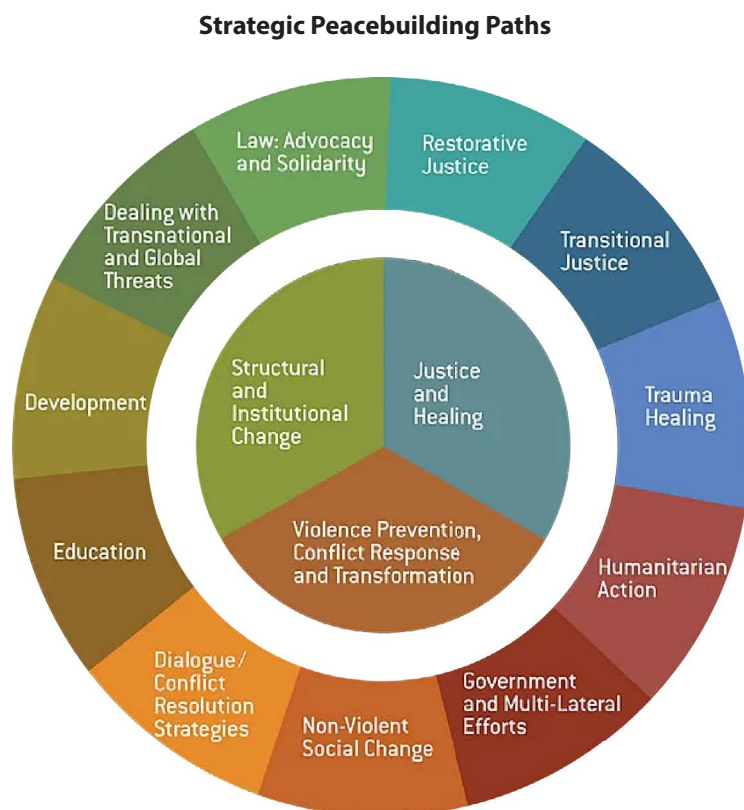 Strategic Peacebuilding Paths
Law: Advocacy
and Solidarity
Restorative
Justice
Transitional
Justice
Trauma
Healing
Humanitarian
Action
Government
and Multi-Lateral
Efforts
Non-Violent
Social Change
Dialogue/
Conflict
Resolution
Strategies
Education
Development
Dealing with
Transnational
and Global
Threats
Structural
and
Institutional
Change
Justice
and
Healing
Violence Prevention,
Conflict Response
and Transformation